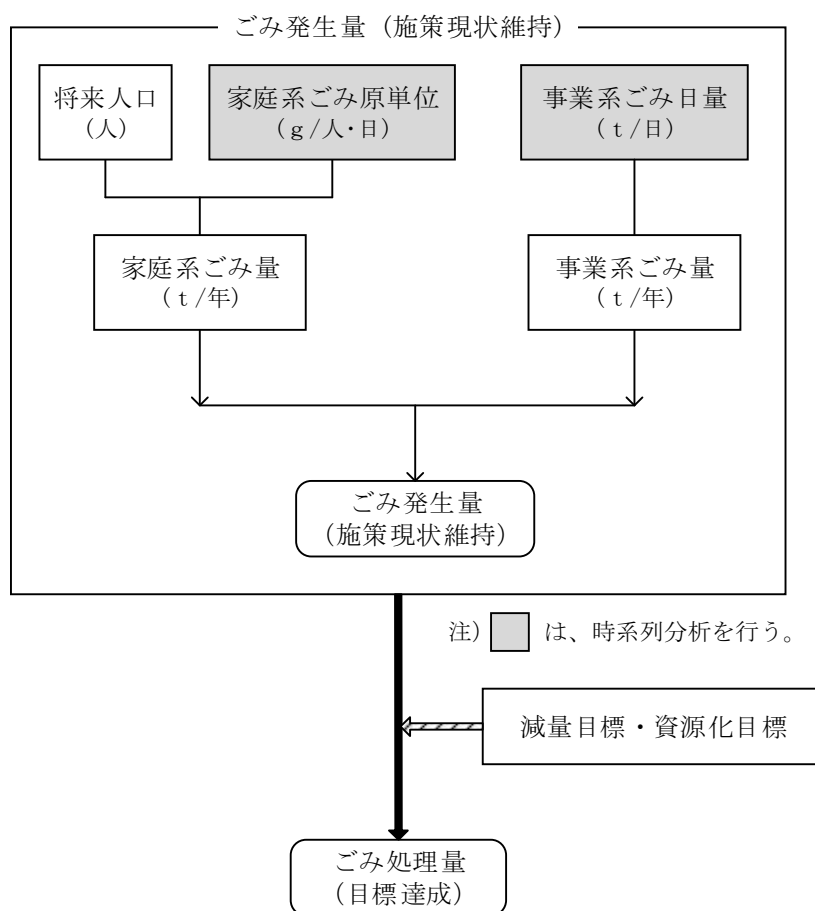 ごみ発生量（施策現状維持）
将来人口
（人）
家庭系ごみ原単位
（ｇ/人・日）
事業系ごみ日量
（ｔ/日）
家庭系ごみ量
（ｔ/年）
事業系ごみ量
（ｔ/年）
ごみ発生量
（施策現状維持）
注） は、時系列分析を行う。
減量目標・資源化目標
ごみ処理量
（目標達成）